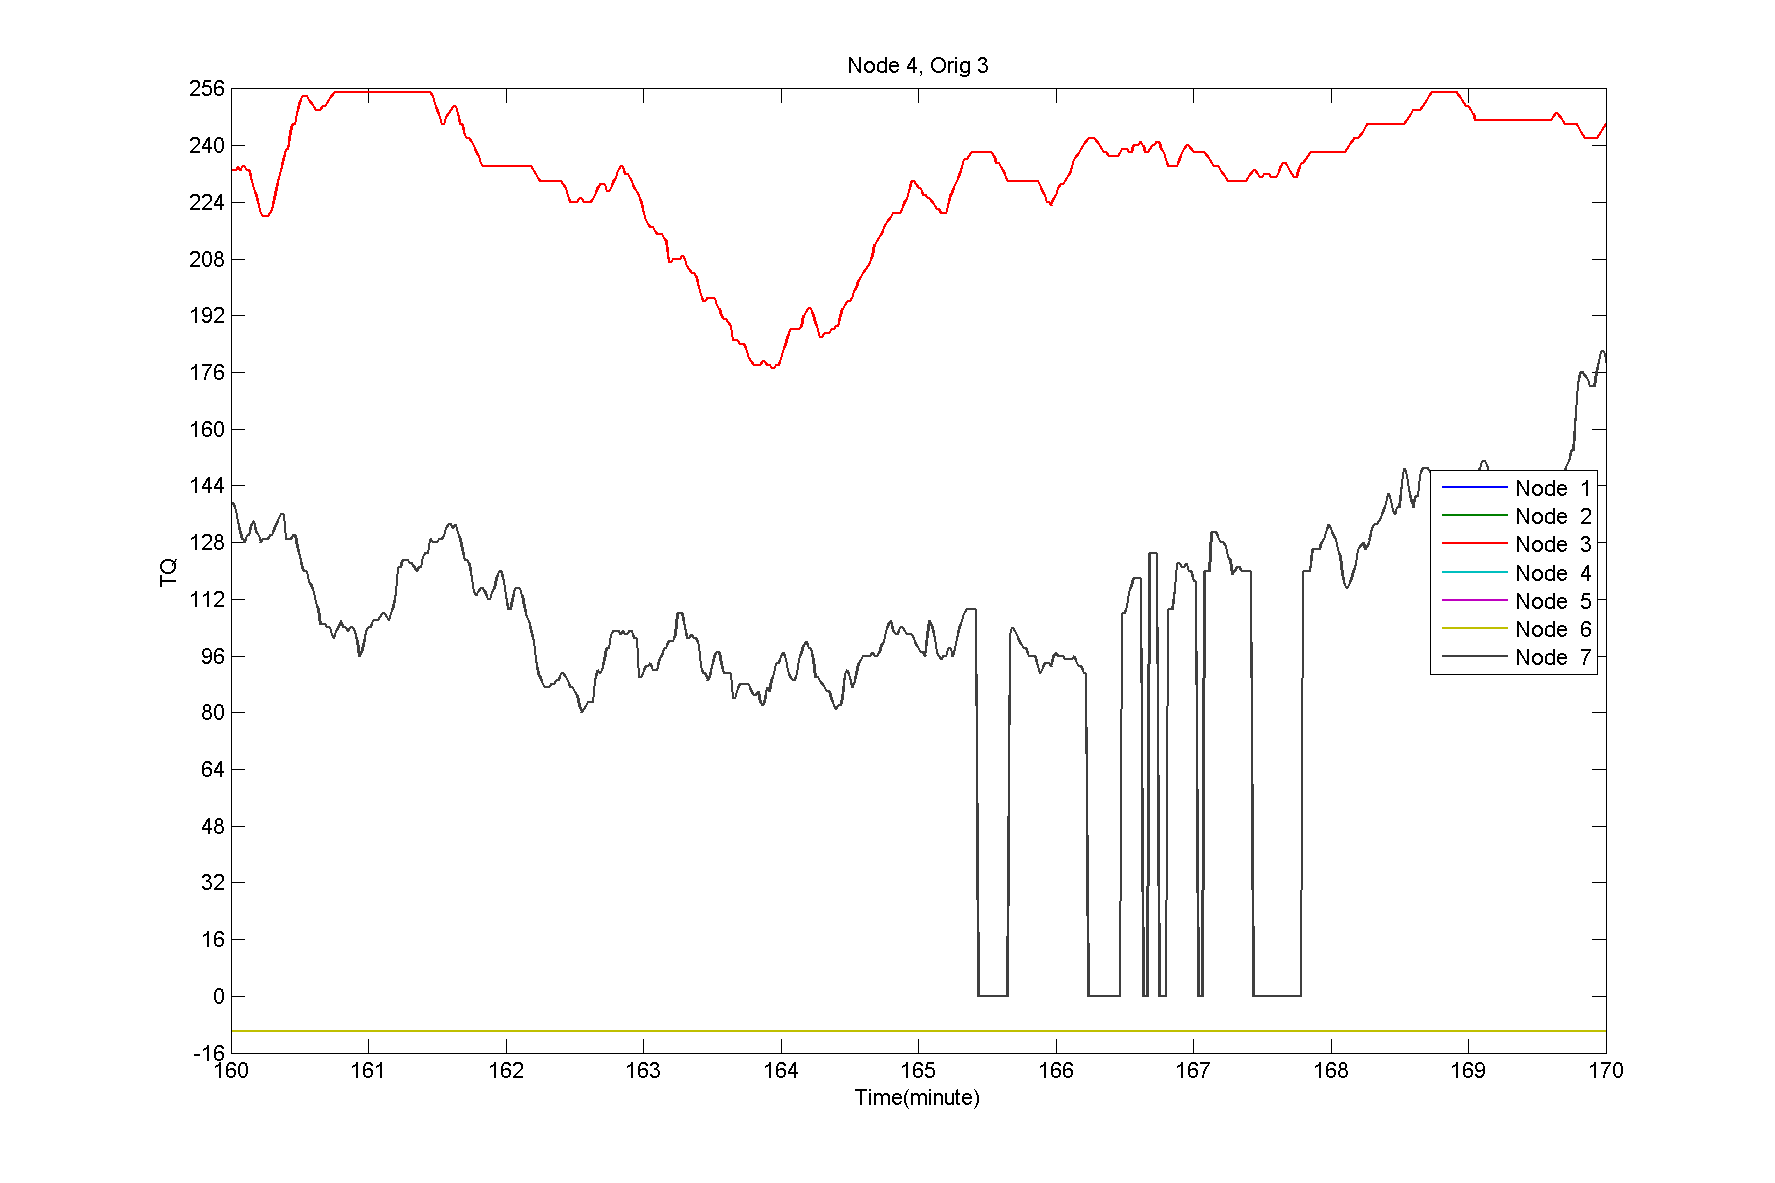 Node 4, Orig 3
256
240
224
208
192
176
160
144
128
112
96
80
64
48
32
16
0
-16
TQ
Node 1
Node 2
Node 3
Node 4
Node 5
Node 6
Node 7
160 161 162 163 164 165 166 167 168 169 170
Time(minute)